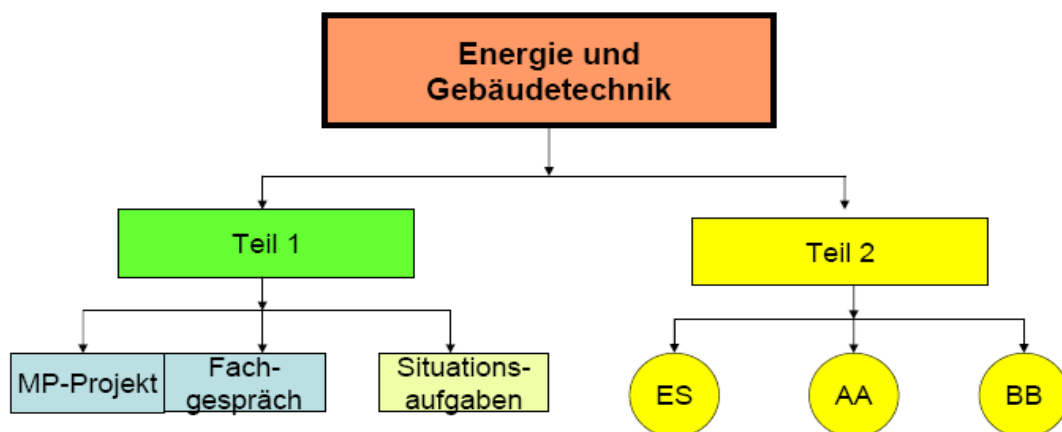 Energie und
Gebäudetechnik
Teil 1
Teil 2
MP-Projekt
Fach-
gespräch
Situations-
aufgaben
ES
AA
BB